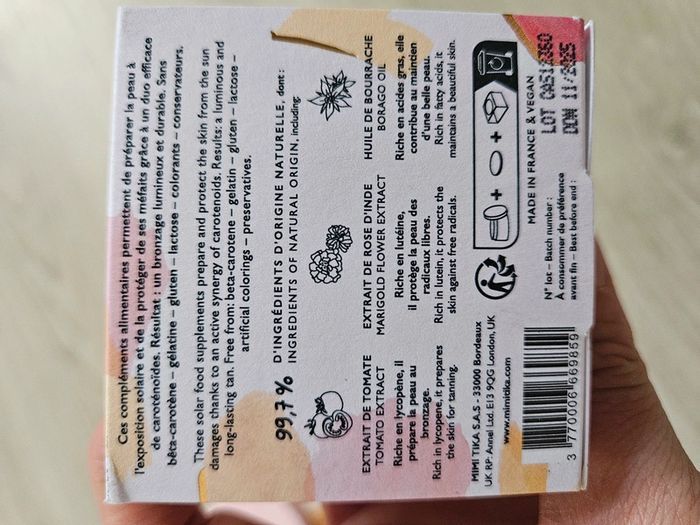 Ces compléments alimentaires permettent de préparer la peau à
l'exposition solaire et de la protéger de ses méfaits grâce à un duo efficace
de caroténoïdes. Résultat : un bronzage lumineux et durable. Sans
bêta-carotène – gélatine – gluten – lactose – colorants – conservateurs.
These solar food supplements prepare and protect the skin from the sun
damages thanks to an active synergy of carotenoids. Results: a luminous and
long-lasting tan. Free from: beta-carotene – gelatin – gluten – lactose –
artificial colorings – preservatives.
99,7 % D'INGRÉDIENTS D'ORIGINE NATURELLE, dont :
INGREDIENTS OF NATURAL ORIGIN, including:
EXTRAIT DE TOMATE
TOMATO EXTRACT
Riche en lycopène, il
prépare la peau au
bronzage.
Rich in lycopene, it prepares
the skin for tanning.
EXTRAIT DE ROSE D'INDE
MARIGOLD FLOWER EXTRACT
Riche en lutéine,
il protège la peau des
radicaux libres.
Rich in lutein, it protects the
skin against free radicals.
HUILE DE BOURRACHE
BORAGO OIL
Riche en acides gras, elle
contribue au maintien
d'une belle peau.
Rich in fatty acids, it
maintains a beautiful skin.
MIMI TIKA S.A.S - 33000 Bordeaux
UK RP: Arinel Ltd. E13 9QG London, UK
www.mimitika.com
3 770006 669859
MADE IN FRANCE & VEGAN
N° lot – Batch number :
À consommer de préférence
avant fin – Best before end :
DDM 11/2025